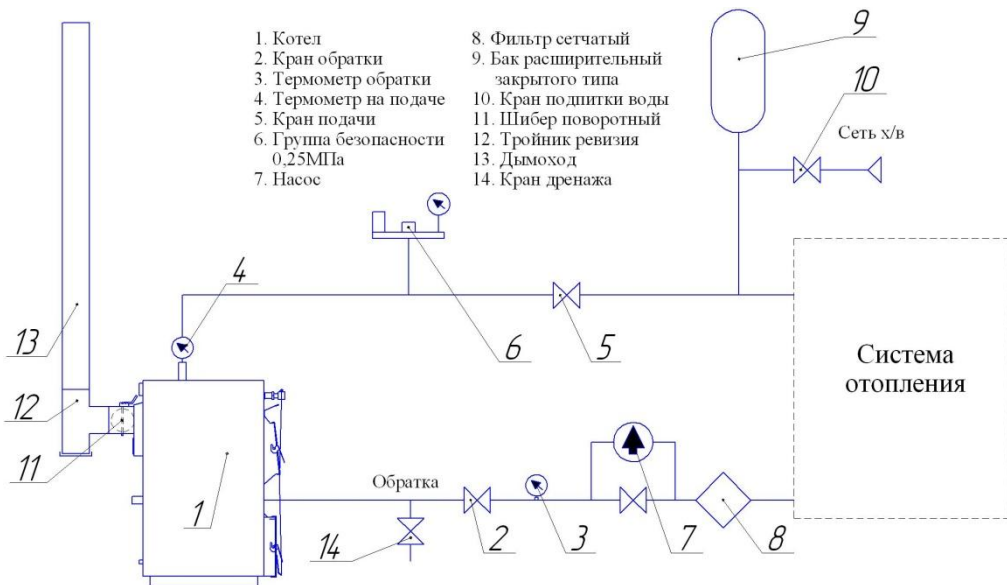 1. Котел
2. Кран обратки
3. Термометр обратки
4. Термометр на подаче
5. Кран подачи
6. Группа безопасности
0,25МПа
7. Насос
8. Фильтр сетчатый
9. Бак расширительный
закрытого типа
10. Кран подпитки воды
11. Шибер поворотный
12. Тройник ревизия
13. Дымоход
14. Кран дренажа
9
10
Сеть х/в
4
13
6
5
Система
отопления
12
11
Обратка
1
14
2
3
7
8